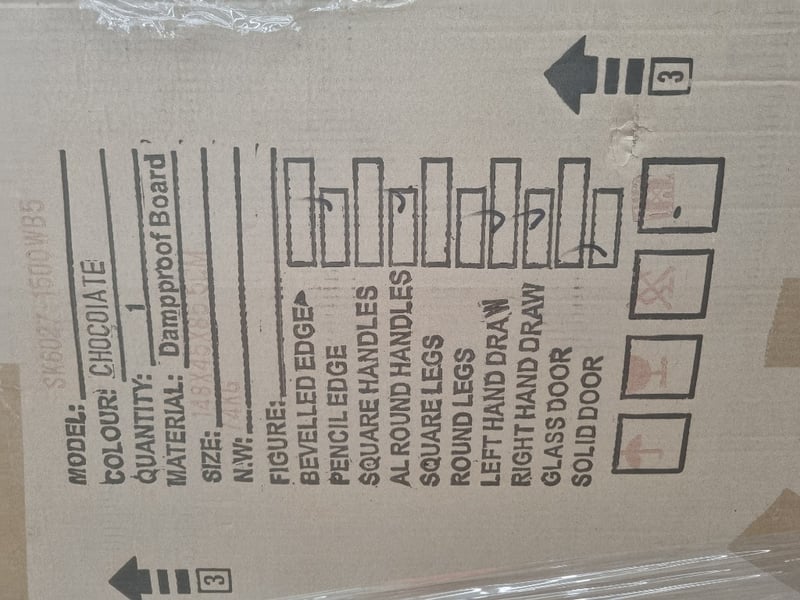 SK6027-1500WB5
MODEL:
COLOUR: CHOCOIATE
QUANTITY: 1
MATERIAL: Dampproof Board
SIZE:
N.W: 74KG
FIGURE:
BEVELLED EDGE
PENCIL EDGE
SQUARE HANDLES
AL ROUND HANDLES
SQUARE LEGS
ROUND LEGS
LEFT HAND DRAW
RIGHT HAND DRAW
GLASS DOOR
SOLID DOOR
3
3